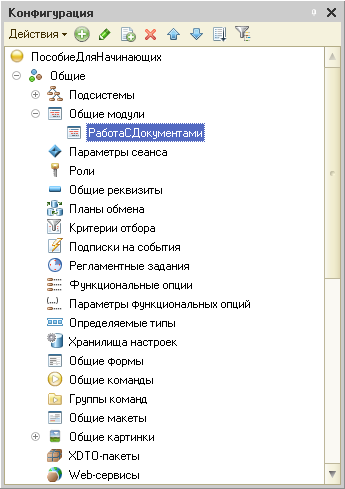 Конфигурация
Действия
ПособиеДляНачинающих
Общие
Подсистемы
Общие модули
РаботаСДокументами
Параметры сеанса
Роли
Общие реквизиты
Планы обмена
Критерии отбора
Подписки на события
Регламентные задания
Функциональные опции
Параметры функциональных опций
Определяемые типы
Хранилища настроек
Общие формы
Общие команды
Группы команд
Общие макеты
Общие картинки
XDTO-пакеты
Web-сервисы